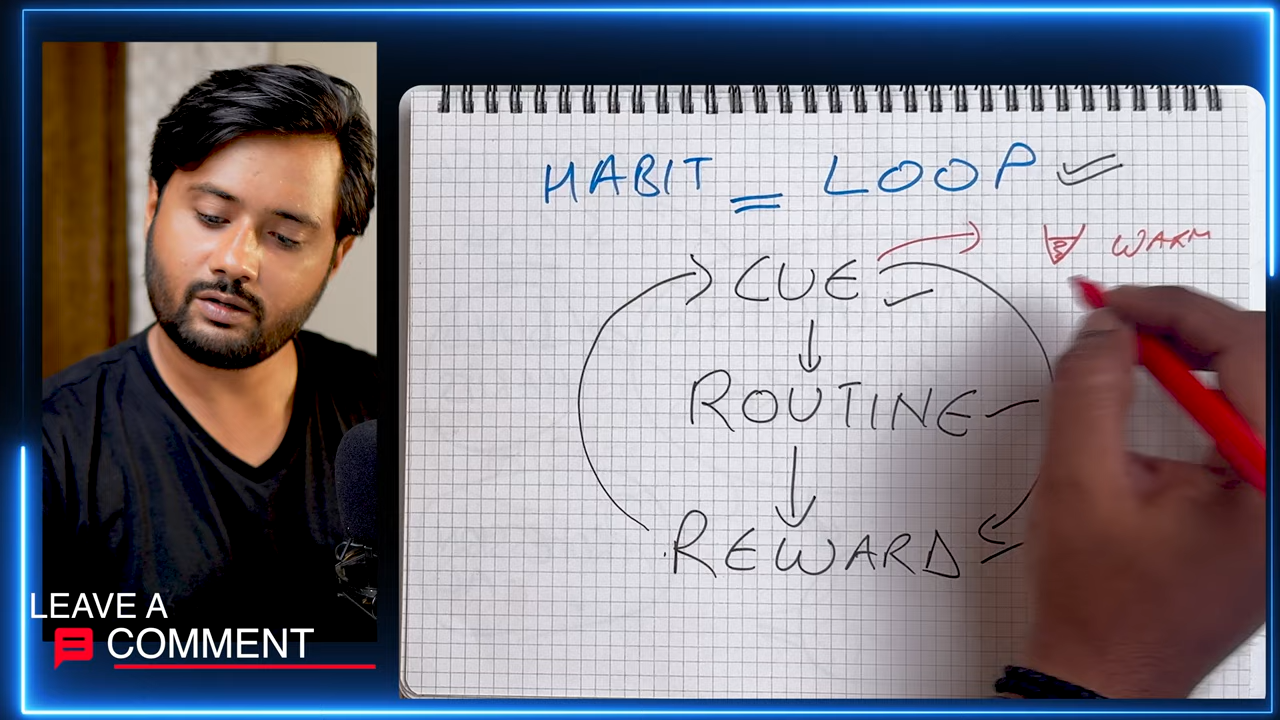 HABIT = LOOP
CUE
WARM
ROUTINE
REWARD
LEAVE A
COMMENT